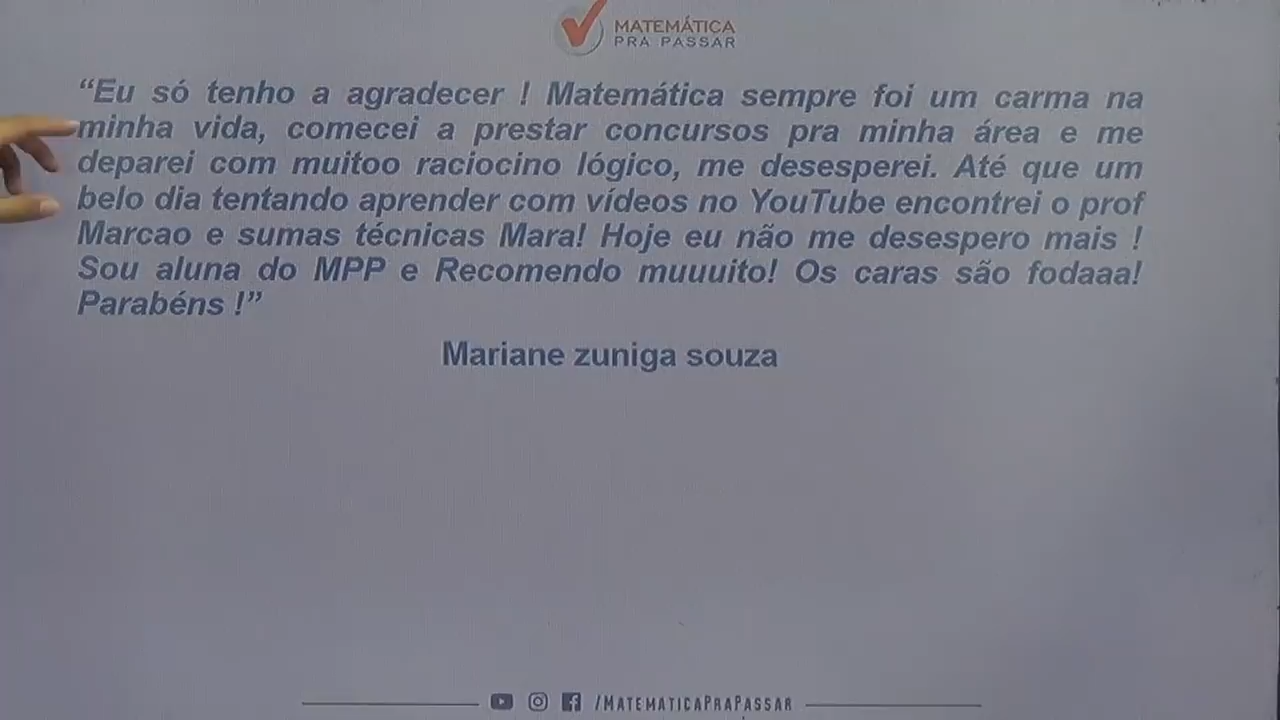 MATEMÁTICA
PRA PASSAR
“Eu só tenho a agradecer ! Matemática sempre foi um carma na
minha vida, comecei a prestar concursos pra minha área e me
deparei com muitoo raciocino lógico, me desesperei. Até que um
belo dia tentando aprender com vídeos no YouTube encontrei o prof
Marcao e sumas técnicas Mara! Hoje eu não me desespero mais !
Sou aluna do MPP e Recomendo muuuito! Os caras são fodaaa!
Parabéns !”
Mariane zuniga souza
/MATEMATICAPRAPASSAR